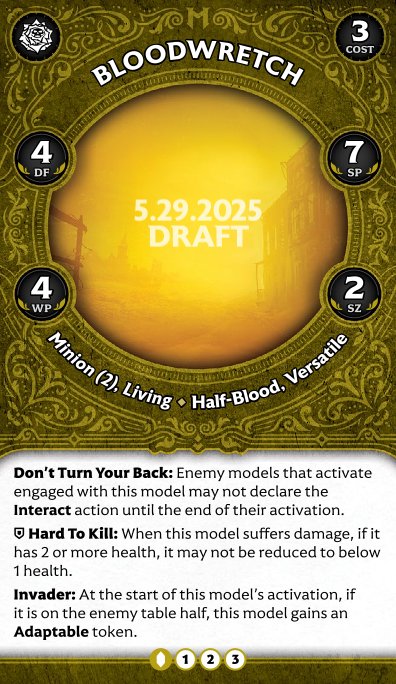 BLOODWRETCH
3
COST
4
DF
7
SP
5.29.2025
DRAFT
4
WP
2
SZ
Minion (2), Living ⬩ Half-Blood, Versatile
Don't Turn Your Back: Enemy models that activate
engaged with this model may not declare the
Interact action until the end of their activation.
Hard To Kill: When this model suffers damage, if it
has 2 or more health, it may not be reduced to below
1 health.
Invader: At the start of this model's activation, if
it is on the enemy table half, this model gains an
Adaptable token.
1 2 3